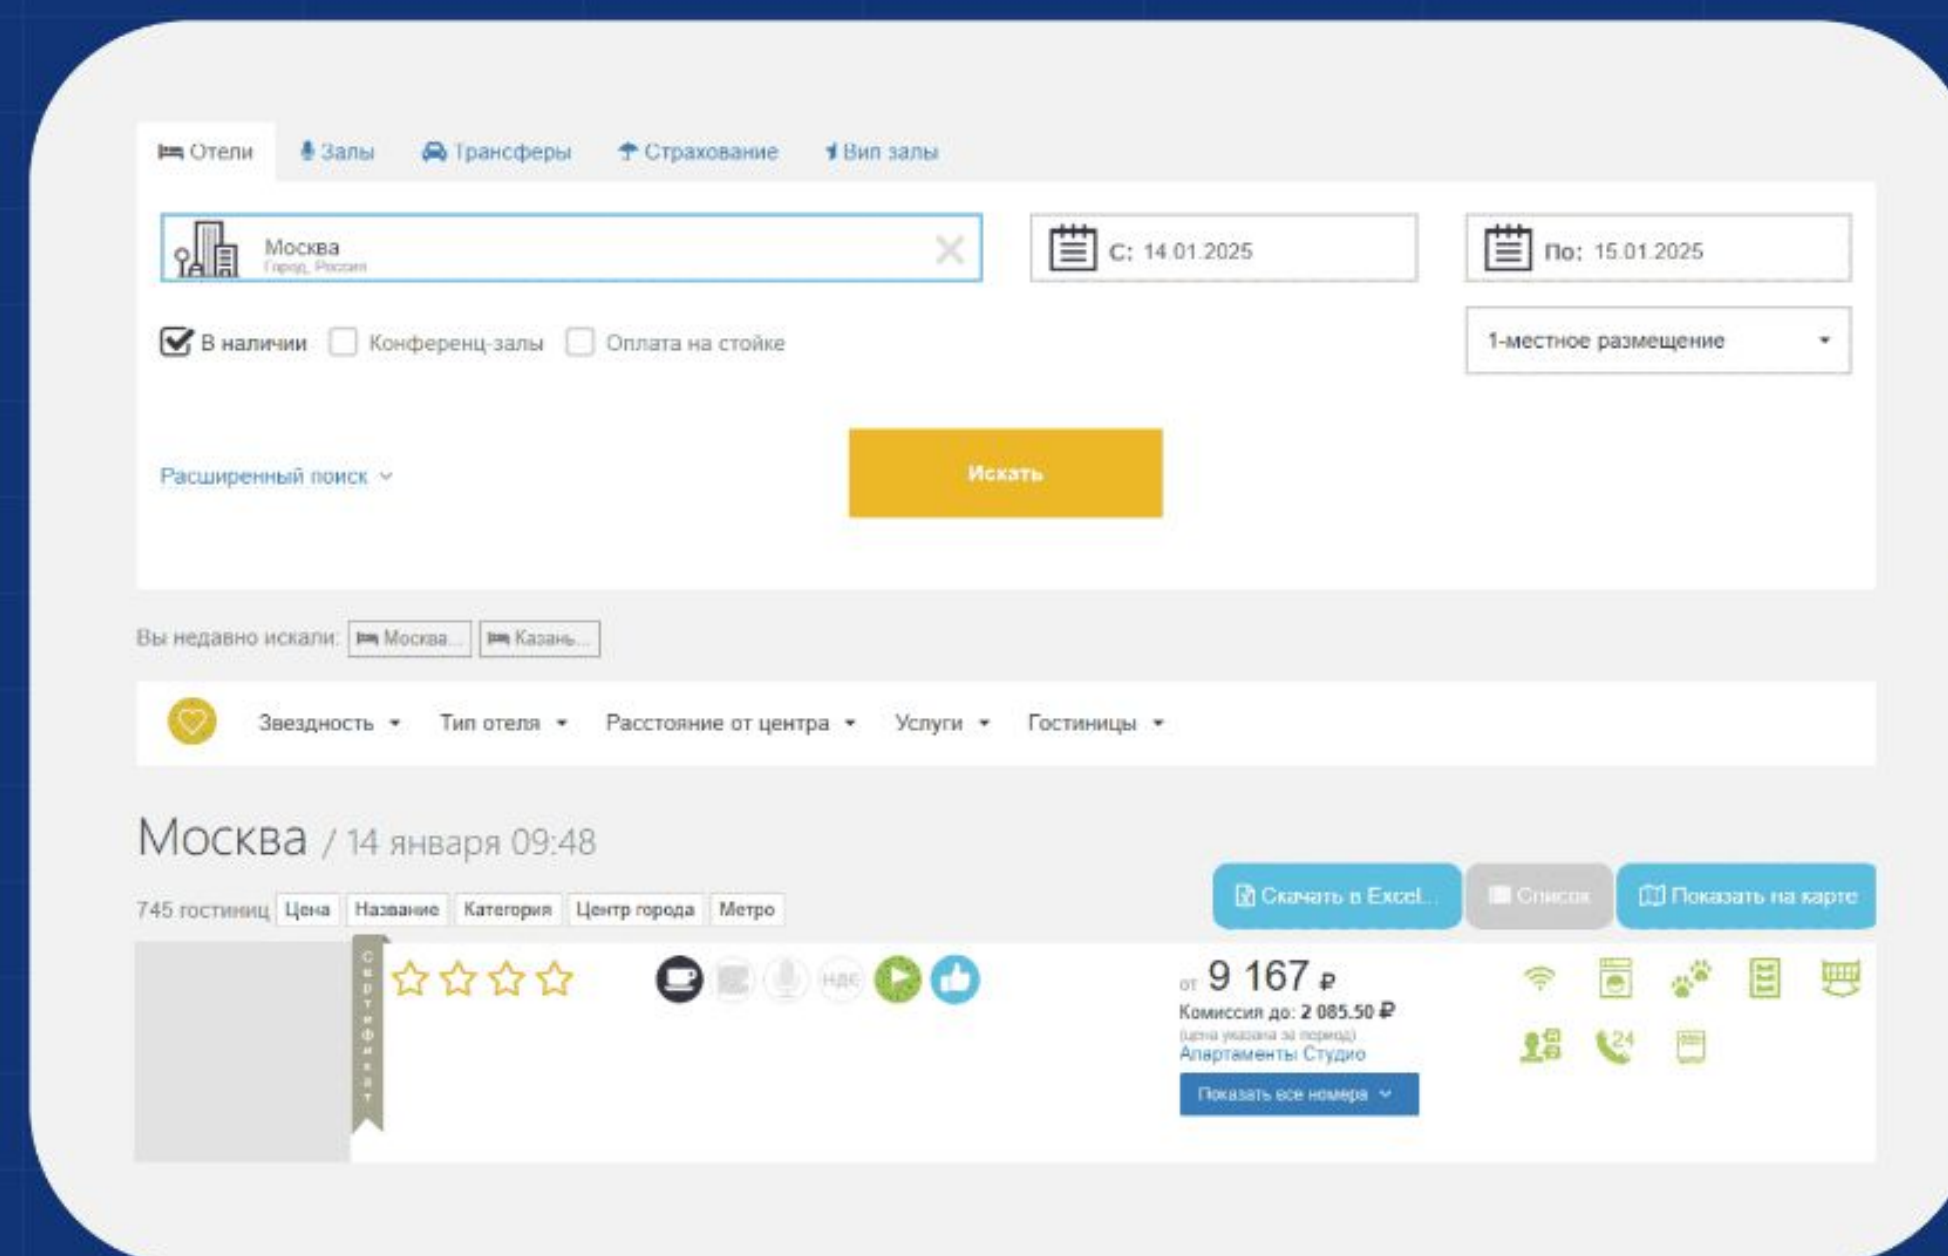 Отели Залы Трансферы Страхование Вип залы
Москва
Город, Россия
С: 14.01.2025
По: 15.01.2025
В наличии Конференц-залы Оплата на стойке
1-местное размещение
Расширенный поиск
Искать
Вы недавно искали: Москва... Казань...
Звездность Тип отеля Расстояние от центра Услуги Гостиницы
Москва / 14 января 09:48
745 гостиниц Цена Название Категория Центр города Метро
Скачать в Excel... Список Показать на карте
Сертификат
НДС
от 9 167 ₽
Комиссия до: 2 085.50 ₽
(цена указана за период)
Апартаменты Студио
Показать все номера
24